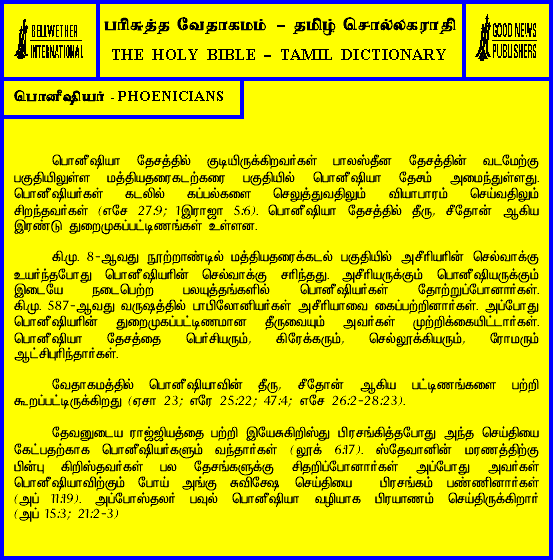 BELLWETHER
INTERNATIONAL
பரிசுத்த வேதாகமம் – தமிழ் சொல்லகராதி
THE HOLY BIBLE – TAMIL DICTIONARY
GOOD NEWS
PUBLISHERS
பொனீஷியர் - PHOENICIANS
பொனீஷியா தேசத்தில் குடியிருக்கிறவர்கள் பாலஸ்தீன தேசத்தின் வடமேற்கு
பகுதியிலுள்ள மத்தியதரைகடற்கரை பகுதியில் பொனீஷியா தேசம் அமைந்துள்ளது.
பொனீஷியர்கள் கடலில் கப்பல்களை செலுத்துவதிலும் வியாபாரம் செய்வதிலும்
சிறந்தவர்கள் (எசே 27:9; 1இராஜா 5:6). பொனீஷியா தேசத்தில் தீரு, சீதோன் ஆகிய
இரண்டு துறைமுகப்பட்டிணங்கள் உள்ளன.
கி.மு. 8-ஆவது நூற்றாண்டில் மத்தியதரைக்கடல் பகுதியில் அசீரியரின் செல்வாக்கு
உயர்ந்தபோது பொனீஷியரின் செல்வாக்கு சரிந்தது. அசீரியருக்கும் பொனீஷியருக்கும்
இடையே நடைபெற்ற பலயுத்தங்களில் பொனீஷியர்கள் தோற்றுப்போனார்கள்.
கி.மு. 587-ஆவது வருஷத்தில் பாபிலோனியர்கள் அசீரியாவை கைப்பற்றினார்கள். அப்போது
பொனீஷியரின் துறைமுகப்பட்டிணமான தீருவையும் அவர்கள் முற்றிக்கையிட்டார்கள்.
பொனீஷியா தேசத்தை பெர்சியரும், கிரேக்கரும், செல்லூக்கியரும், ரோமரும்
ஆட்சிபுரிந்தார்கள்.
வேதாகமத்தில் பொனீஷியாவின் தீரு, சீதோன் ஆகிய பட்டிணங்களை பற்றி
கூறப்பட்டிருக்கிறது (ஏசா 23; எரே 25:22; 47:4; எசே 26:2-28:23).
தேவனுடைய ராஜ்ஜியத்தை பற்றி இயேசுகிறிஸ்து பிரசங்கித்தபோது அந்த செய்தியை
கேட்பதற்காக பொனீஷியர்களும் வந்தார்கள் (லூக் 6:17). ஸ்தேவானின் மரணத்திற்கு
பின்பு கிறிஸ்தவர்கள் பல தேசங்களுக்கு சிதறிப்போனார்கள் அப்போது அவர்கள்
பொனீஷியாவிற்கும் போய் அங்கு சுவிசேஷ செய்தியை பிரசங்கம் பண்ணினார்கள்
(அப் 11:19). அப்போஸ்தலர் பவுல் பொனீஷியா வழியாக பிரயாணம் செய்திருக்கிறார்
(அப் 15:3; 21:2-3)